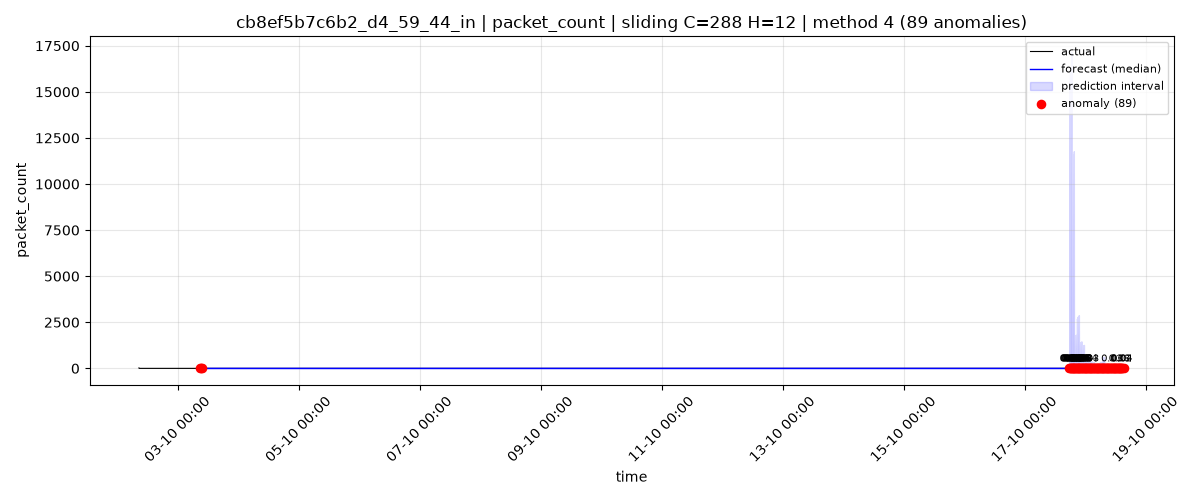 cb8ef5b7c6b2_d4_59_44_in | packet_count | sliding C=288 H=12 | method 4 (89 anomalies)
17500
15000
12500
10000
7500
5000
2500
0
packet_count
actual
forecast (median)
prediction interval
anomaly (89)
03-10 00:00
05-10 00:00
07-10 00:00
09-10 00:00
11-10 00:00
13-10 00:00
15-10 00:00
17-10 00:00
19-10 00:00
time